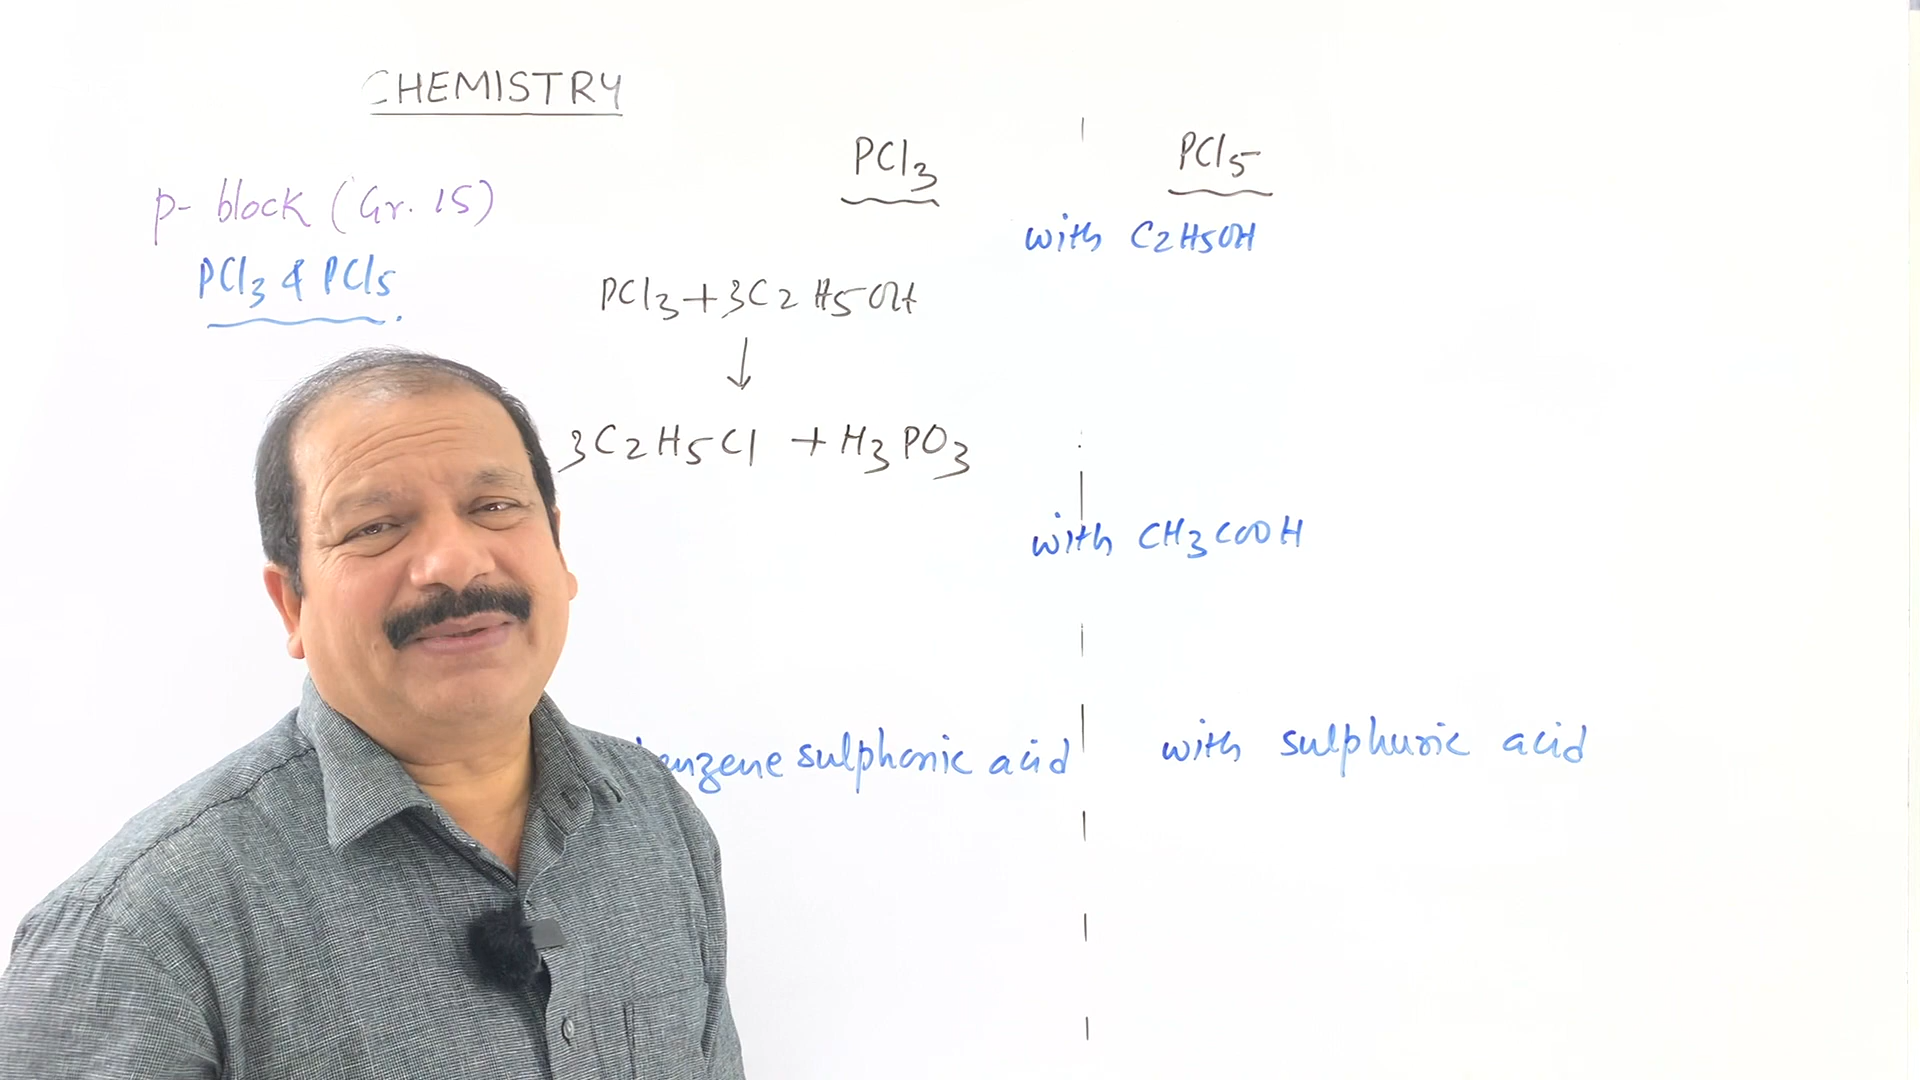 CHEMISTRY
p-block (Gr. 15)
PCl3 & PCl5.
PCl3
PCl5
with C2H5OH
PCl3+3C2H5OH
↓
3C2H5Cl + H3PO3
with CH3COOH
sulphonic acid
with sulphuric acid